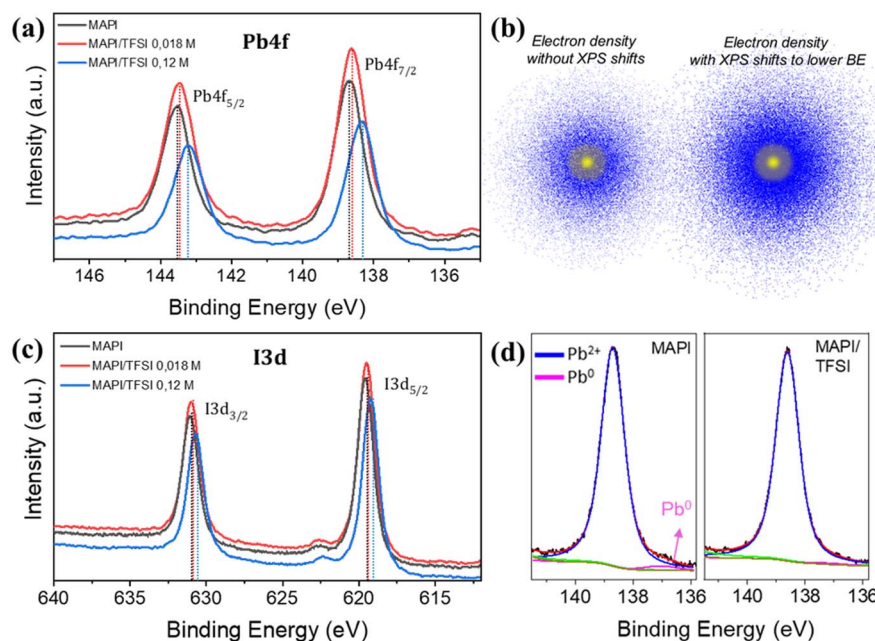 (a)
MAPI
MAPI/TFSI 0,018 M
MAPI/TFSI 0,12 M
Pb4f
Pb4f5/2
Pb4f7/2
Intensity (a.u.)
146 144 142 140 138 136
Binding Energy (eV)
(b)
Electron density
without XPS shifts
Electron density
with XPS shifts to lower BE
(c)
MAPI
MAPI/TFSI 0,018 M
MAPI/TFSI 0,12 M
I3d
I3d3/2
I3d5/2
Intensity (a.u.)
640 635 630 625 620 615
Binding Energy (eV)
(d)
Pb2+
Pb0
MAPI
Pb0
MAPI/
TFSI
140 138 136
140 138 136
Binding Energy (eV)